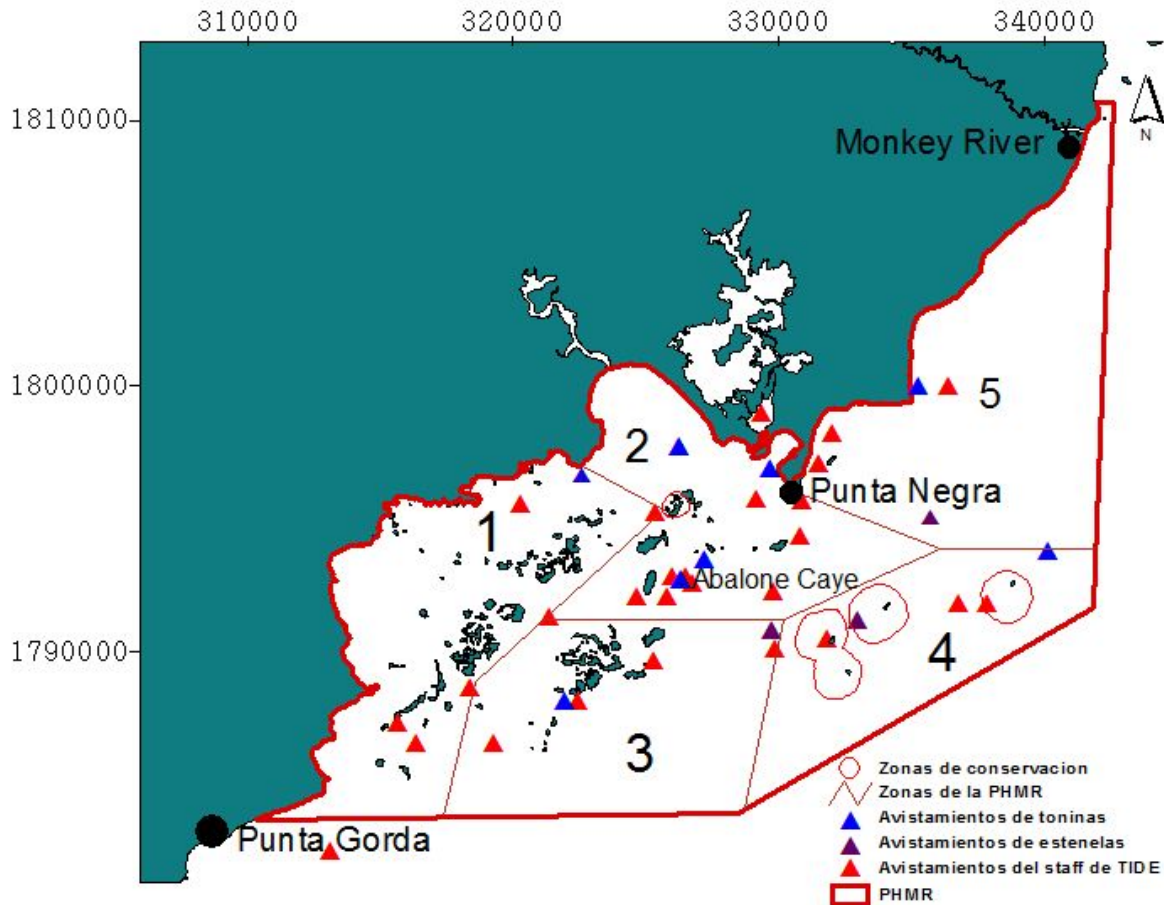 310000 320000 330000 340000
1810000
N
Monkey River
1800000
5
2
Punta Negra
1
Abalone Caye
1790000
4
3
Zonas de conservacion
Zonas de la PHMR
Avistamientos de toninas
Punta Gorda
Avistamientos de estenelas
Avistamientos del staff de TIDE
PHMR